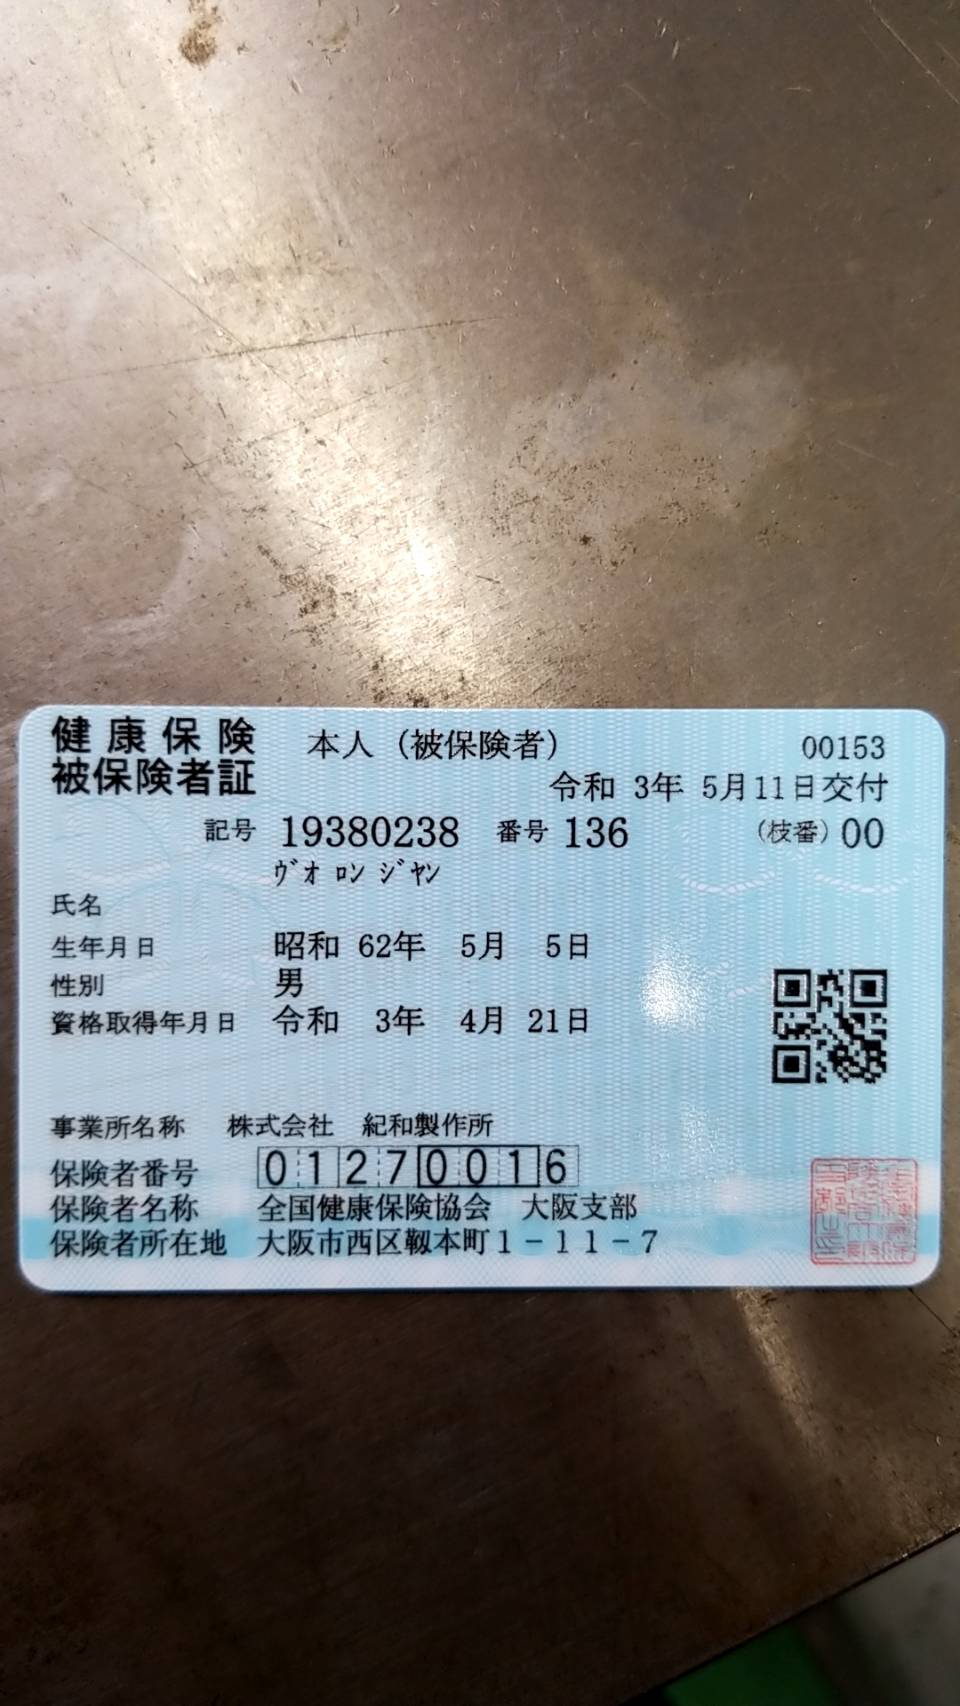 健康保険
被保険者証
本人（被保険者）
00153
令和 3年 5月11日交付
記号 19380238 番号 136 （枝番）00
ｳﾞｵ ﾛﾝ ｼﾞﾔﾝ
氏名
生年月日 昭和 62年 5月 5日
性別 男
資格取得年月日 令和 3年 4月 21日
事業所名称 株式会社 紀和製作所
保険者番号 01270016
保険者名称 全国健康保険協会 大阪支部
保険者所在地 大阪市西区靱本町１－１１－７